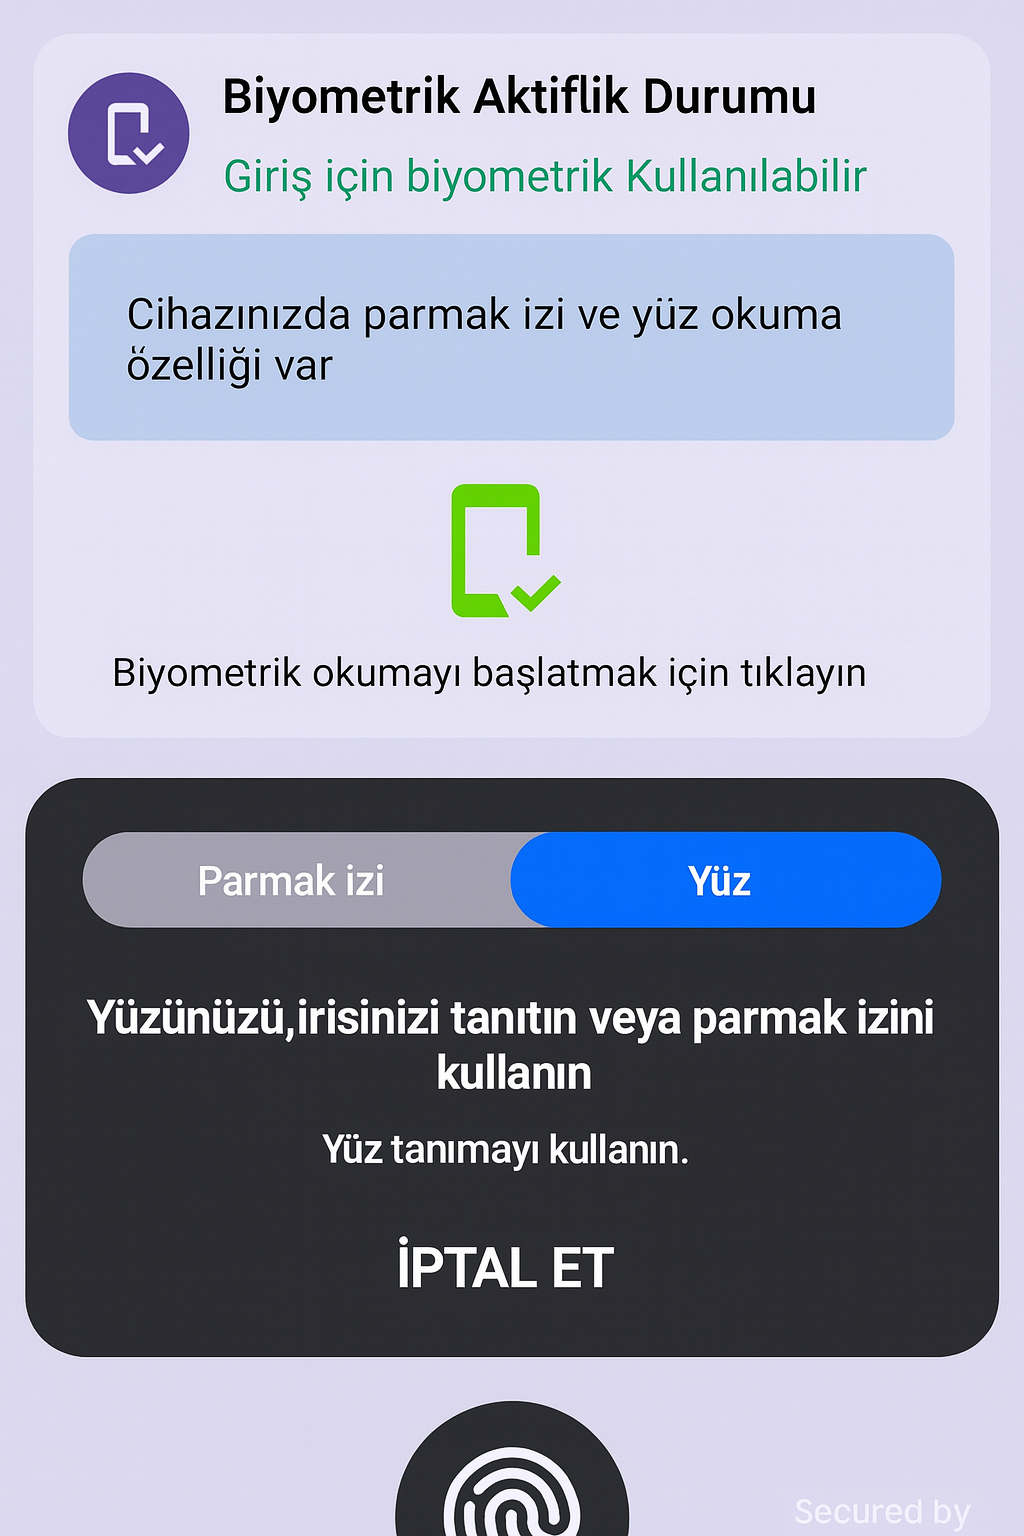 Biyometrik Aktiflik Durumu
Giriş için biyometrik Kullanılabilir
Cihazınızda parmak izi ve yüz okuma
özelliği var
Biyometrik okumayı başlatmak için tıklayın
Parmak izi
Yüz
Yüzünüzü,irisinizi tanıtın veya parmak izini
kullanın
Yüz tanımayı kullanın.
İPTAL ET
Secured by